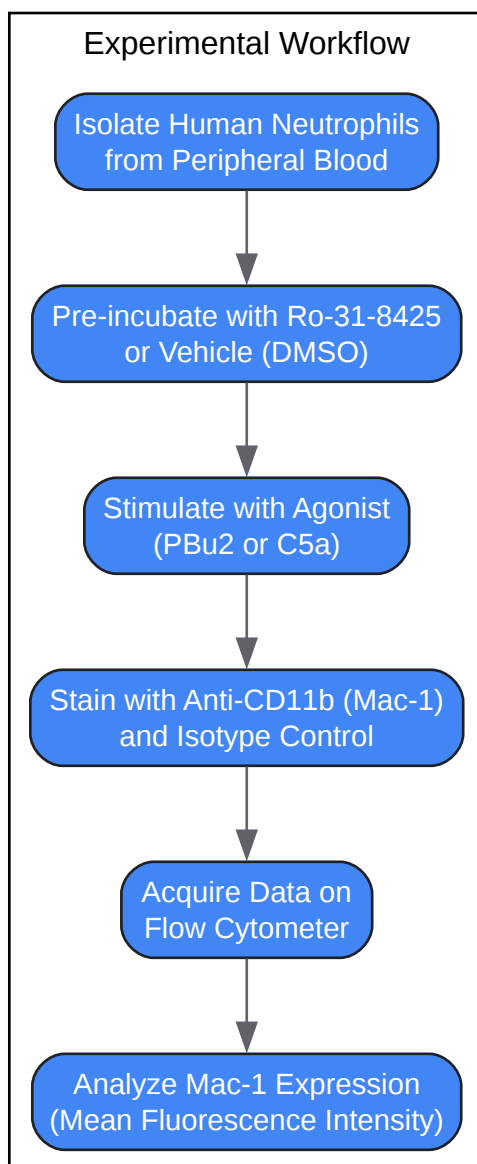 Experimental Workflow
Isolate Human Neutrophils
from Peripheral Blood
Pre-incubate with Ro-31-8425
or Vehicle (DMSO)
Stimulate with Agonist
(PBu2 or C5a)
Stain with Anti-CD11b (Mac-1)
and Isotype Control
Acquire Data on
Flow Cytometer
Analyze Mac-1 Expression
(Mean Fluorescence Intensity)